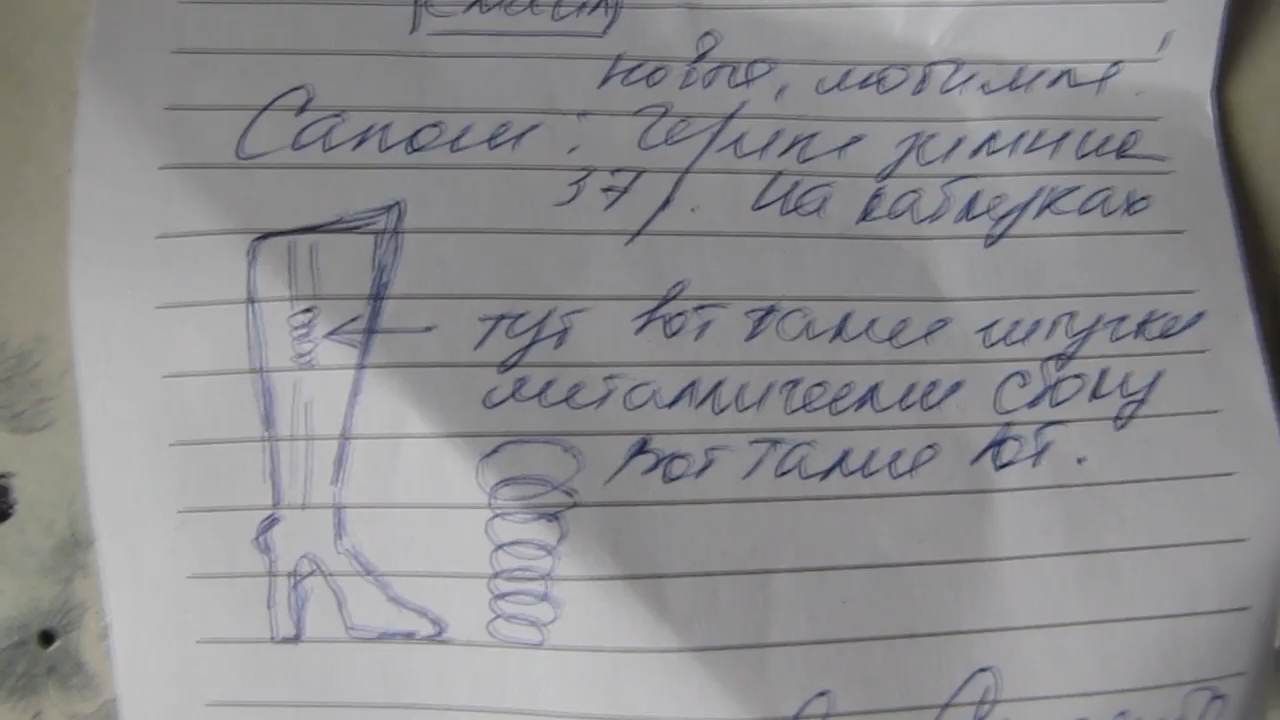 новые, любимые!
Сапоги: Черные зимние
37 р. На каблуках
тут вот такие штучки
металлические сбоку
вот такие вот.